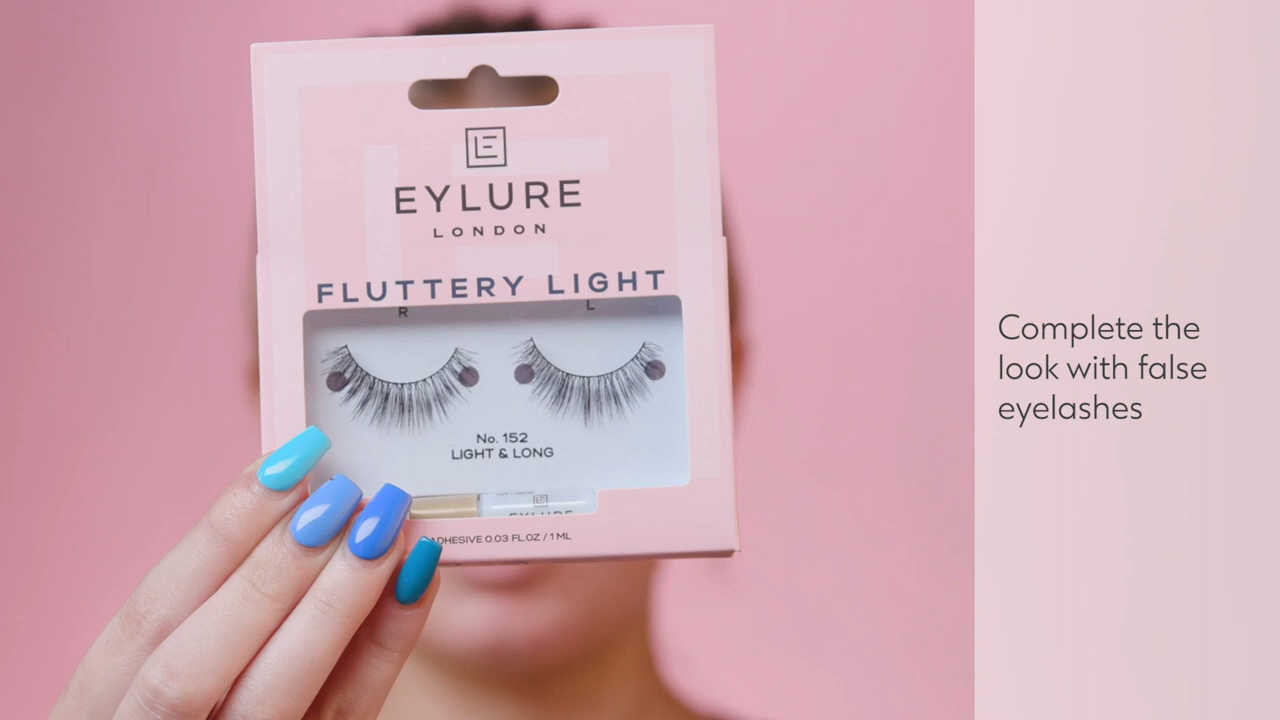 EYLURE
LONDON
FLUTTERY LIGHT
R L
No. 152
LIGHT & LONG
EYLURE
ADHESIVE 0.03 FL.OZ / 1 ML
Complete the
look with false
eyelashes